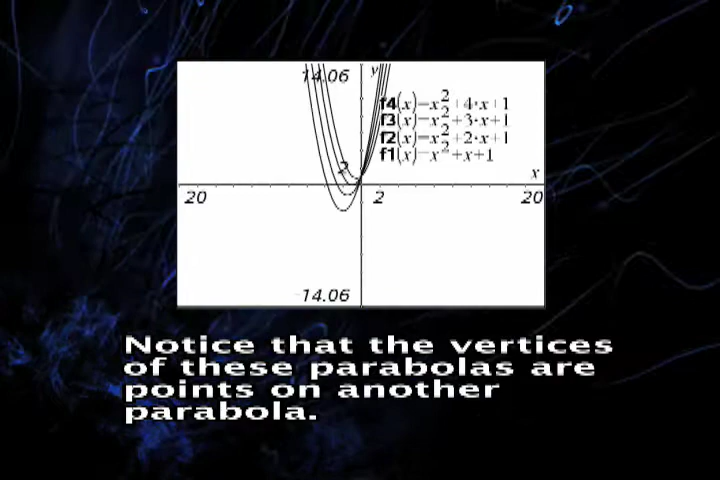 14.06
y
f4(x)=x²+4·x+1
f3(x)=x²+3·x+1
f2(x)=x²+2·x+1
f1(x)=x²+x+1
2
x
20
2
20
-14.06
Notice that the vertices
of these parabolas are
points on another
parabola.